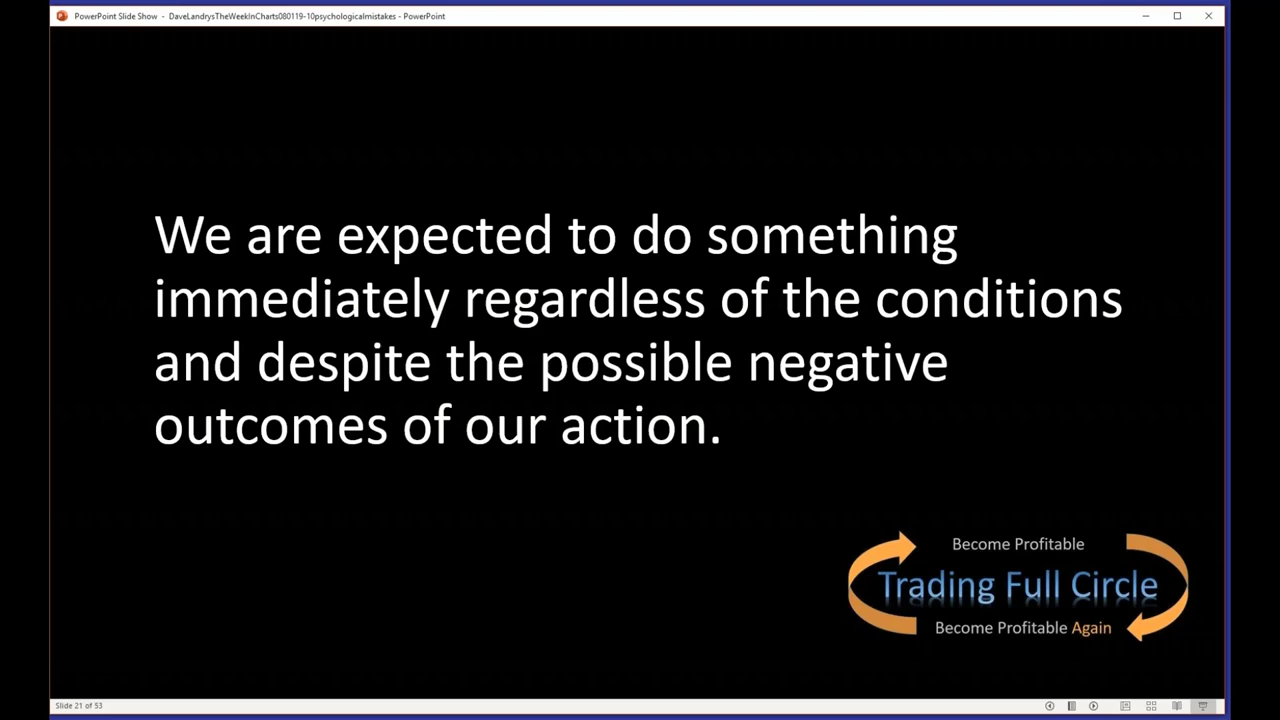 PowerPoint Slide Show - DaveLandrysTheWeekInCharts080119-10psychologicalmistakes - PowerPoint
We are expected to do something
immediately regardless of the conditions
and despite the possible negative
outcomes of our action.
Become Profitable
Trading Full Circle
Become Profitable Again
Slide 21 of 53